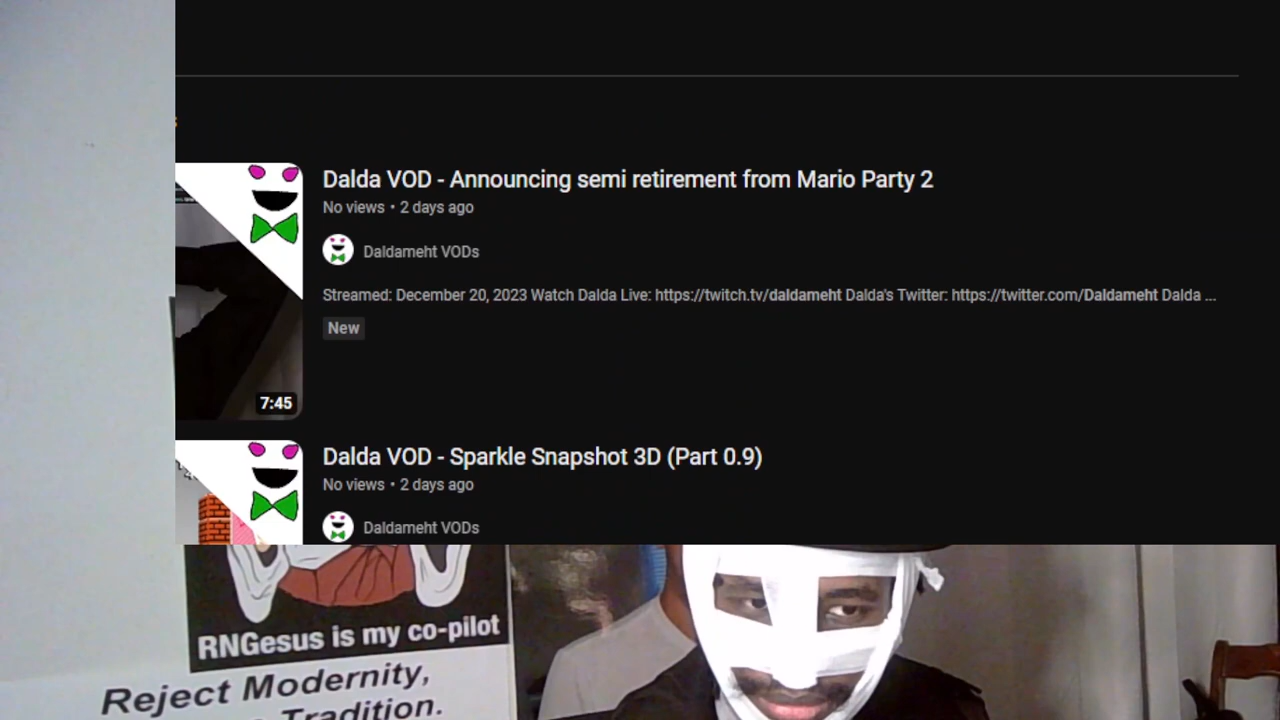 Dalda VOD - Announcing semi retirement from Mario Party 2
No views • 2 days ago
Daldameht VODs
Streamed: December 20, 2023 Watch Dalda Live: https://twitch.tv/daldameht Dalda's Twitter: https://twitter.com/Daldameht Dalda ...
New
7:45
Dalda VOD - Sparkle Snapshot 3D (Part 0.9)
No views • 2 days ago
Daldameht VODs
RNGesus is my co-pilot
Reject Modernity,
Tradition.